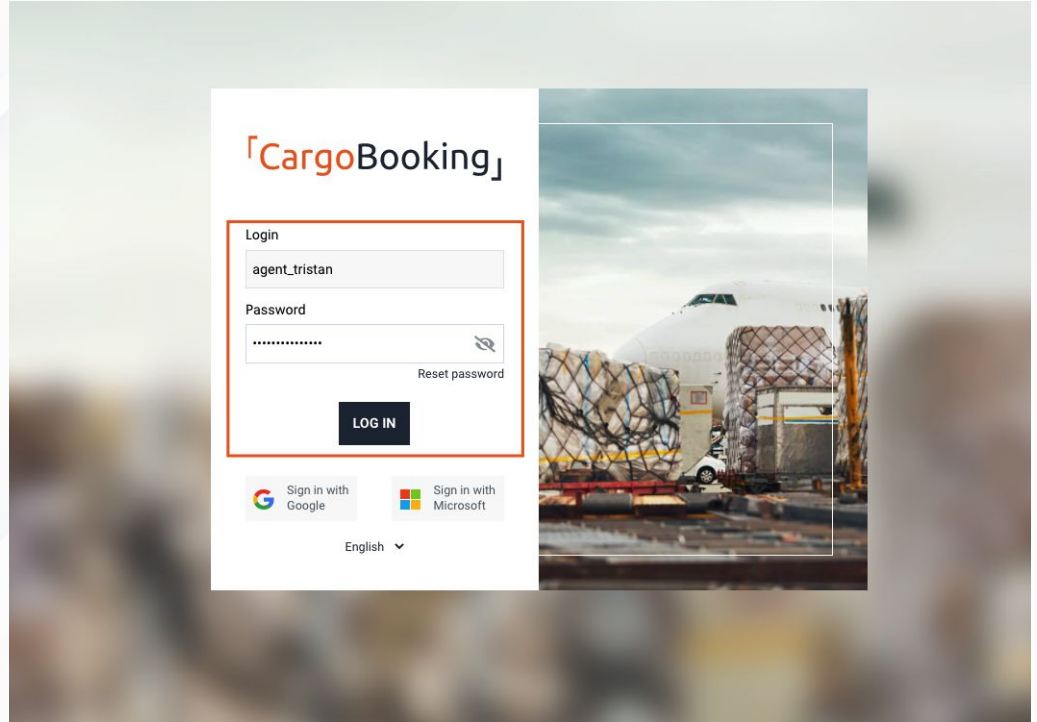 CargoBooking
Login
agent_tristan
Password
•••••••••••••••
Reset password
LOG IN
Sign in with
Google
Sign in with
Microsoft
English